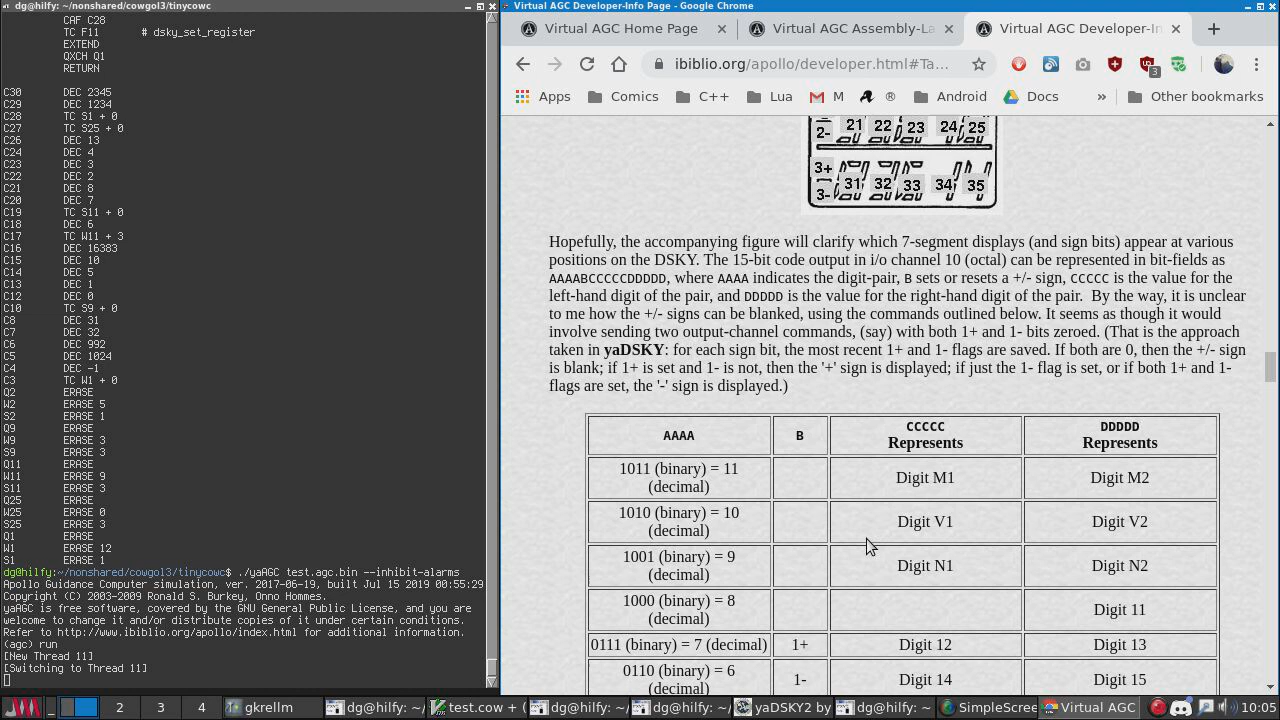 dg@hilfy: ~/nonshared/cowgol3/tinycowc
CAF C28
TC F11 # dsky_set_register
EXTEND
QXCH Q1
RETURN
C30 DEC 2345
C29 DEC 1234
C28 TC S1 + 0
C27 TC S25 + 0
C26 DEC 13
C24 DEC 4
C23 DEC 3
C22 DEC 2
C21 DEC 8
C20 DEC 7
C19 TC S11 + 0
C18 DEC 6
C17 TC W11 + 3
C16 DEC 16383
C15 DEC 10
C14 DEC 5
C13 DEC 1
C12 DEC 0
C10 TC S9 + 0
C8 DEC 31
C7 DEC 32
C6 DEC 992
C5 DEC 1024
C4 DEC -1
C3 TC W1 + 0
Q2 ERASE
W2 ERASE 5
S2 ERASE 1
Q9 ERASE
W9 ERASE 3
S9 ERASE 3
Q11 ERASE
W11 ERASE 9
S11 ERASE 3
Q25 ERASE
W25 ERASE 0
S25 ERASE 3
Q1 ERASE
W1 ERASE 12
S1 ERASE 1
dg@hilfy:~/nonshared/cowgol3/tinycowc$ ./yaAGC test.agc.bin --inhibit-alarms
Apollo Guidance Computer simulation, ver. 2017-06-19, built Jul 15 2019 00:55:29
Copyright (C) 2003-2009 Ronald S. Burkey, Onno Hommes.
yaAGC is free software, covered by the GNU General Public License, and you are
welcome to change it and/or distribute copies of it under certain conditions.
Refer to http://www.ibiblio.org/apollo/index.html for additional information.
(agc) run
[New Thread 11]
[Switching to Thread 11]
Virtual AGC Developer-Info Page - Google Chrome
Virtual AGC Home Page
Virtual AGC Assembly-La
Virtual AGC Developer-In
ibiblio.org/apollo/developer.html#Ta...
3
Apps
Comics
C++
Lua
M
®
Android
Docs
»
Other bookmarks
2- 21 22 23 24 25
3+
3- 31 32 33 34 35
Hopefully, the accompanying figure will clarify which 7-segment displays (and sign bits) appear at various
positions on the DSKY. The 15-bit code output in i/o channel 10 (octal) can be represented in bit-fields as
AAAABCCCCCDDDDD, where AAAA indicates the digit-pair, B sets or resets a +/- sign, CCCCC is the value for the
left-hand digit of the pair, and DDDDD is the value for the right-hand digit of the pair.  By the way, it is unclear
to me how the +/- signs can be blanked, using the commands outlined below. It seems as though it would
involve sending two output-channel commands, (say) with both 1+ and 1- bits zeroed. (That is the approach
taken in yaDSKY: for each sign bit, the most recent 1+ and 1- flags are saved. If both are 0, then the +/- sign
is blank; if 1+ is set and 1- is not, then the '+' sign is displayed; if just the 1- flag is set, or if both 1+ and 1-
flags are set, the '-' sign is displayed.)
AAAA B CCCCC Represents DDDDD Represents
1011 (binary) = 11 (decimal) Digit M1 Digit M2
1010 (binary) = 10 (decimal) Digit V1 Digit V2
1001 (binary) = 9 (decimal) Digit N1 Digit N2
1000 (binary) = 8 (decimal) Digit 11
0111 (binary) = 7 (decimal) 1+ Digit 12 Digit 13
0110 (binary) = 6 (decimal) 1- Digit 14 Digit 15
2
3
4
gkrellm
dg@hilfy: ~/
test.cow + (
dg@hilfy: ~/
yaDSKY2 by
dg@hilfy: ~
SimpleScree
Virtual AGC
10:05